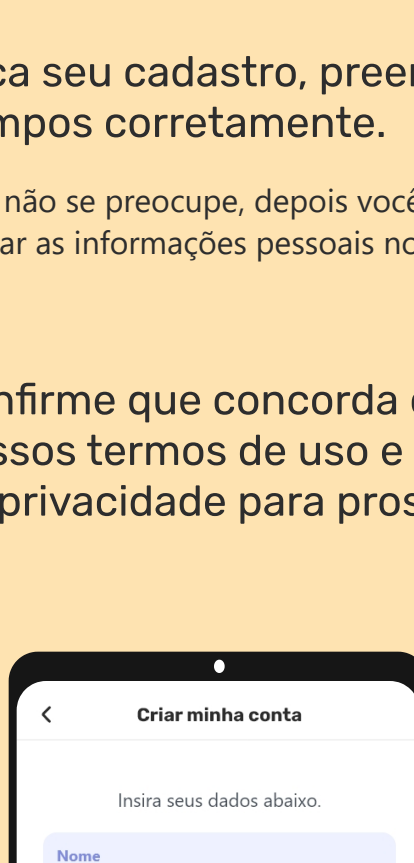 ca seu cadastro, preen
mpos corretamente.
não se preocupe, depois você
ar as informações pessoais no
nfirme que concorda
ssos termos de uso e
privacidade para pros
Criar minha conta
Insira seus dados abaixo.
Nome